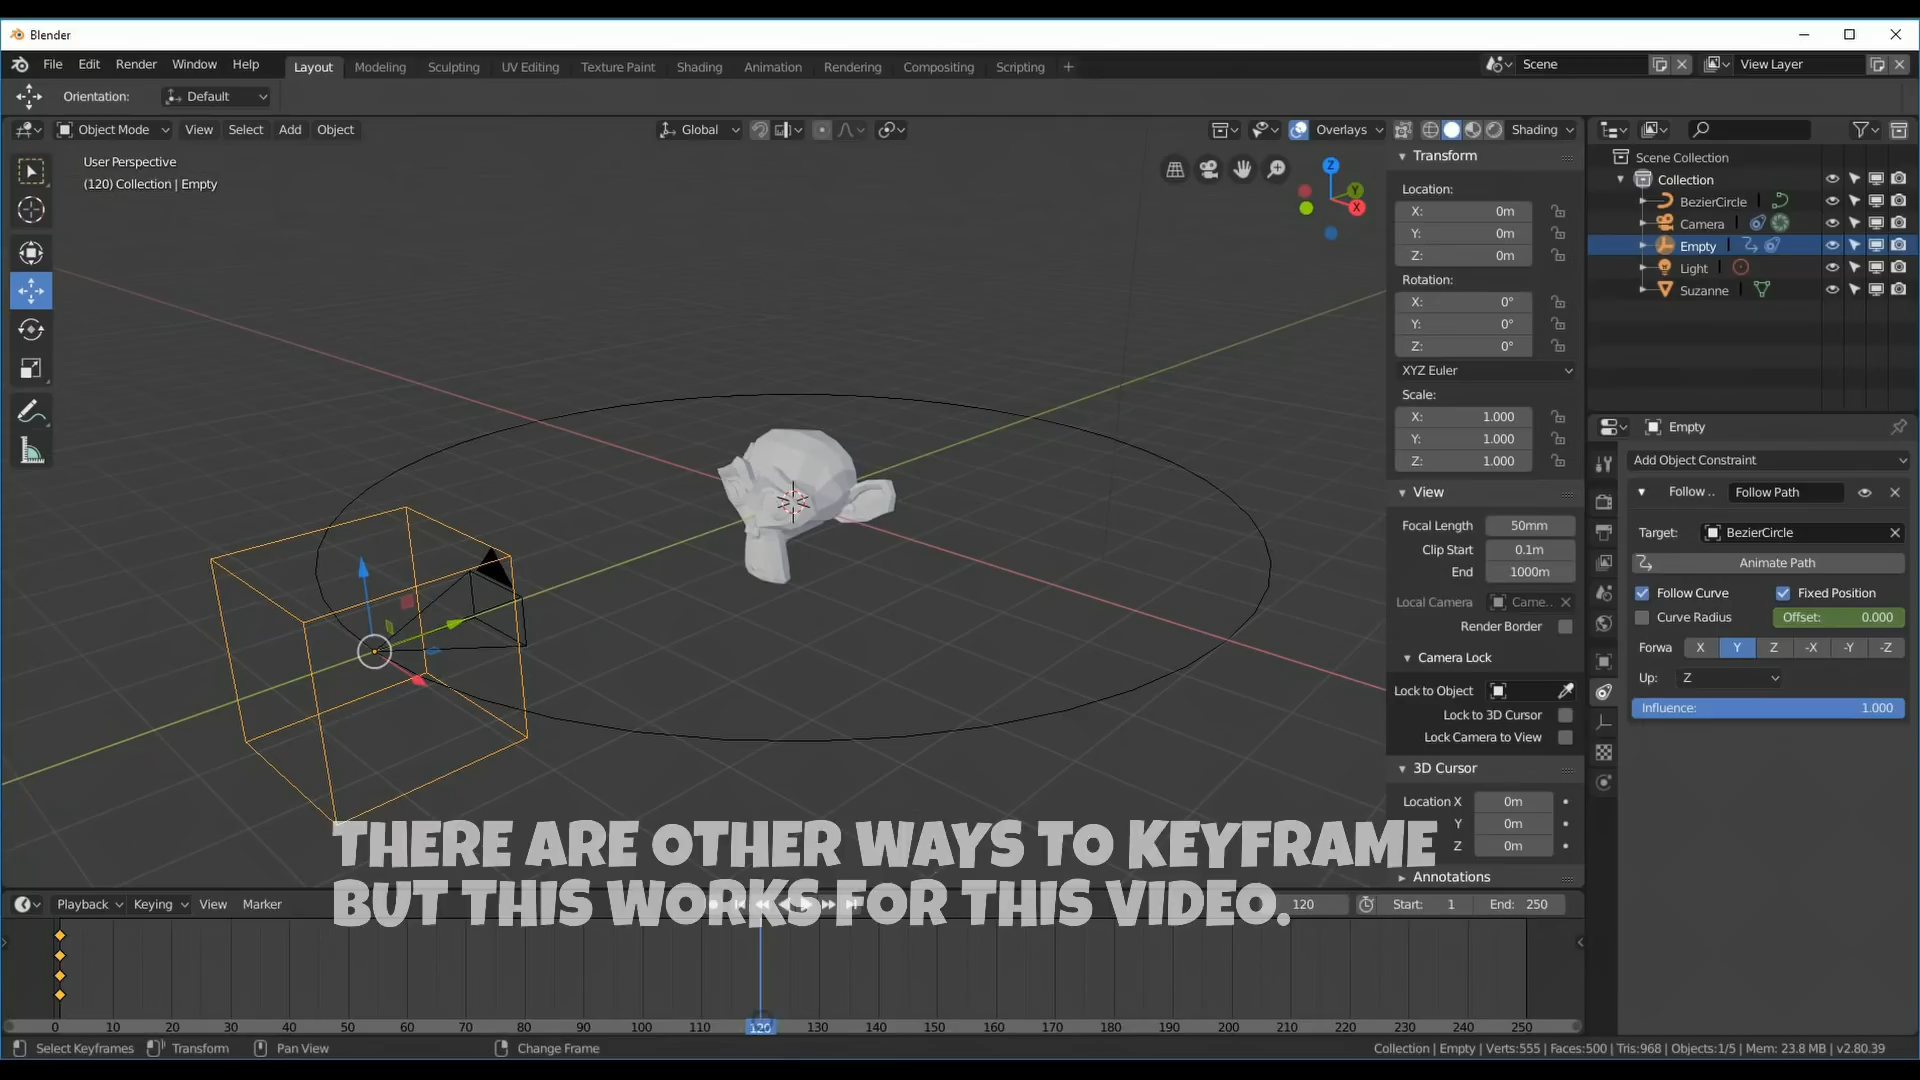 Blender
File Edit Render Window Help Layout Modeling Sculpting UV Editing Texture Paint Shading Animation Rendering Compositing Scripting + Scene View Layer
Orientation: Default
Object Mode View Select Add Object Global Overlays Shading
User Perspective
(120) Collection | Empty
Z
Y
X
Transform
Location:
X: 0m
Y: 0m
Z: 0m
Rotation:
X: 0°
Y: 0°
Z: 0°
XYZ Euler
Scale:
X: 1.000
Y: 1.000
Z: 1.000
View
Focal Length 50mm
Clip Start 0.1m
End 1000m
Local Camera Came..
Render Border
Camera Lock
Lock to Object
Lock to 3D Cursor
Lock Camera to View
3D Cursor
Location X 0m
Y 0m
Z 0m
Annotations
Scene Collection
Collection
BezierCircle
Camera
Empty
Light
Suzanne
Empty
Add Object Constraint
Follow .. Follow Path
Target: BezierCircle
Animate Path
Follow Curve Fixed Position
Curve Radius Offset: 0.000
Forwa X Y Z -X -Y -Z
Up: Z
Influence: 1.000
THERE ARE OTHER WAYS TO KEYFRAME
BUT THIS WORKS FOR THIS VIDEO.
Playback Keying View Marker 120 Start: 1 End: 250
0 10 20 30 40 50 60 70 80 90 100 110 120 130 140 150 160 170 180 190 200 210 220 230 240 250
Select Keyframes Transform Pan View Change Frame Collection | Empty | Verts:555 | Faces:500 | Tris:968 | Objects:1/5 | Mem: 23.8 MB | v2.80.39